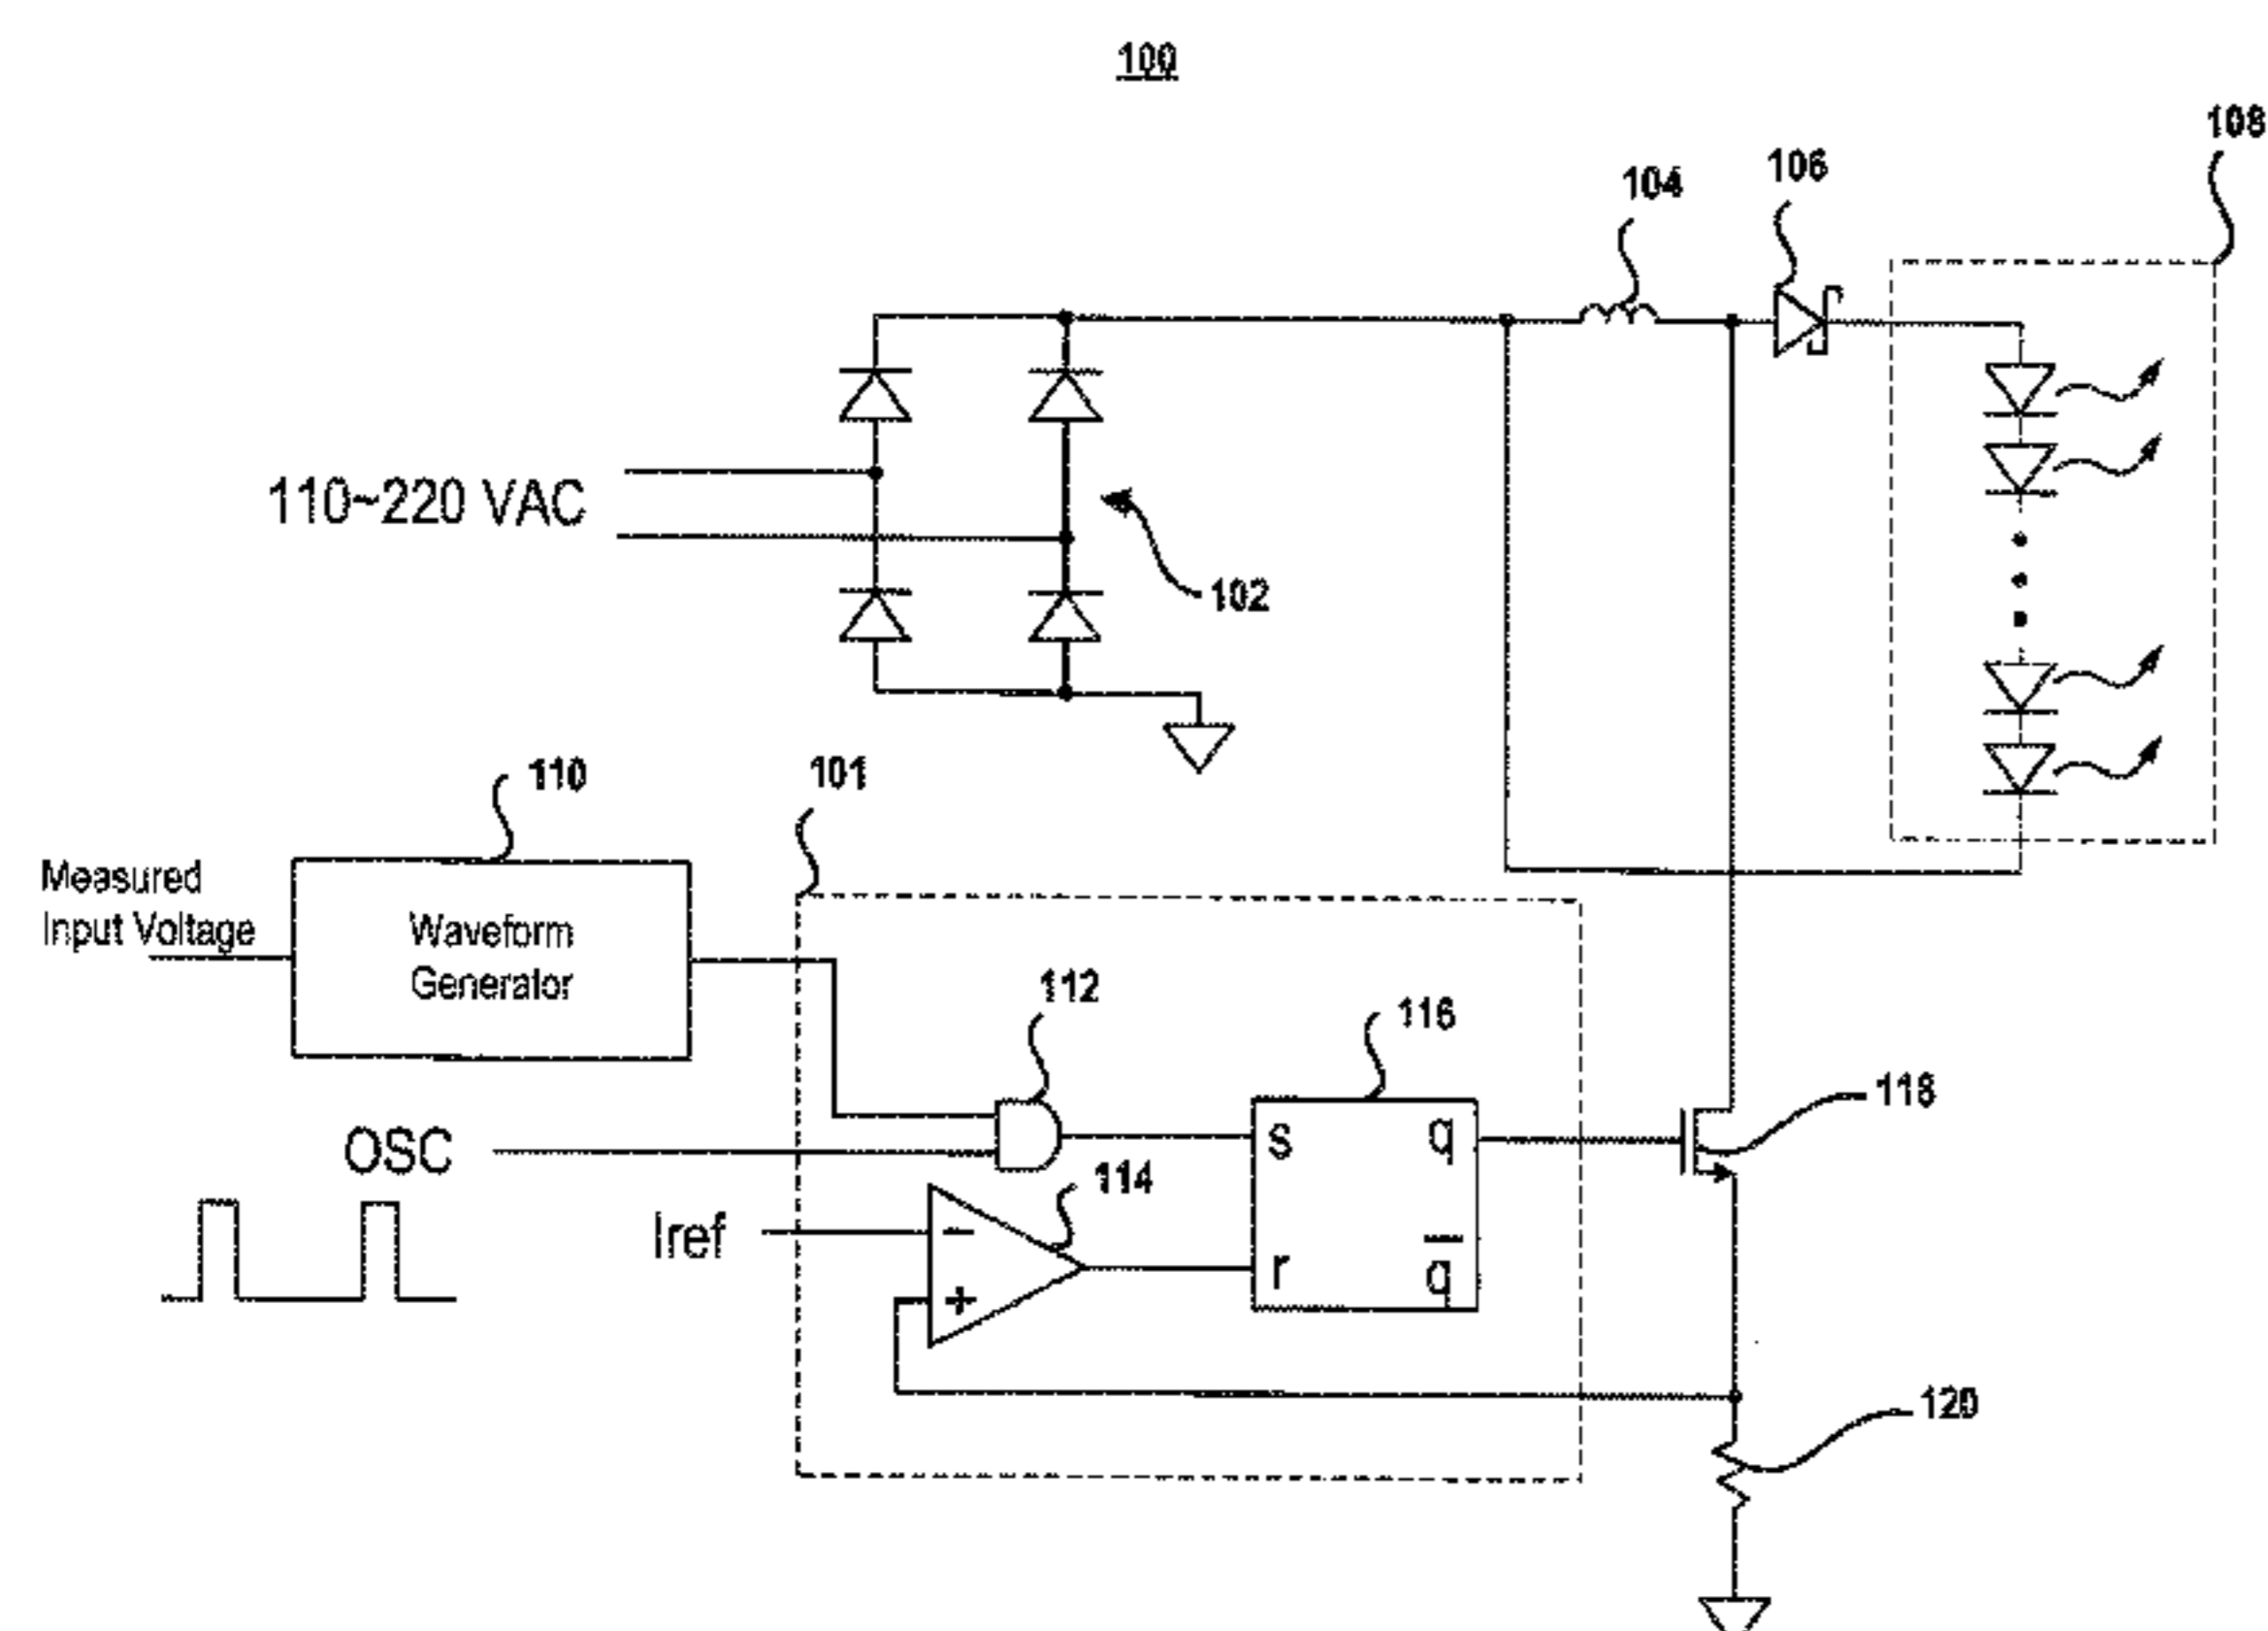 100
108
106
104
110~220 VAC
102
110
101
Measured
Input Voltage
Waveform
Generator
112
116
OSC
s
q
118
114
Iref
−
r
q
+
120